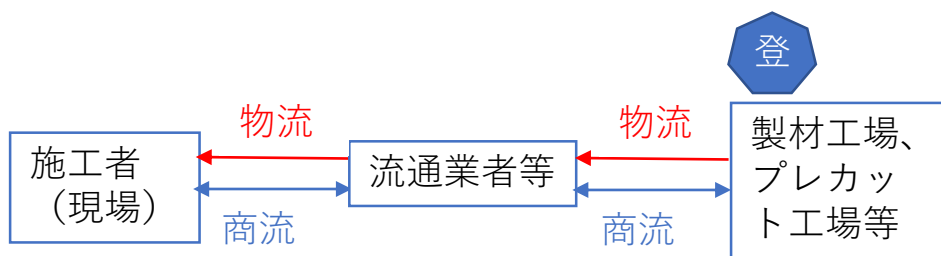 登
物流
物流
施工者
（現場）
流通業者等
製材工場、
プレカッ
ト工場等
商流
商流